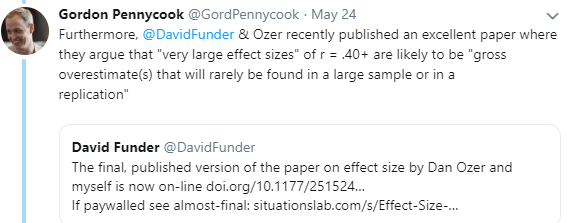 Gordon Pennycook @GordPennycook · May 24
Furthermore, @DavidFunder & Ozer recently published an excellent paper where
they argue that "very large effect sizes" of r = .40+ are likely to be "gross
overestimate(s) that will rarely be found in a large sample or in a
replication"
David Funder @DavidFunder
The final, published version of the paper on effect size by Dan Ozer and
myself is now on-line doi.org/10.1177/251524...
If paywalled see almost-final: situationslab.com/s/Effect-Size-...